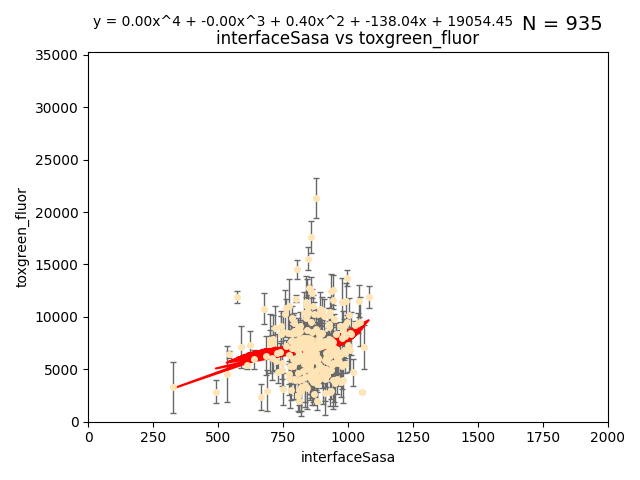 y = 0.00x^4 + -0.00x^3 + 0.40x^2 + -138.04x + 19054.45 N = 935
interfaceSasa vs toxgreen_fluor
35000
30000
25000
20000
15000
10000
5000
0
toxgreen_fluor
0 250 500 750 1000 1250 1500 1750 2000
interfaceSasa